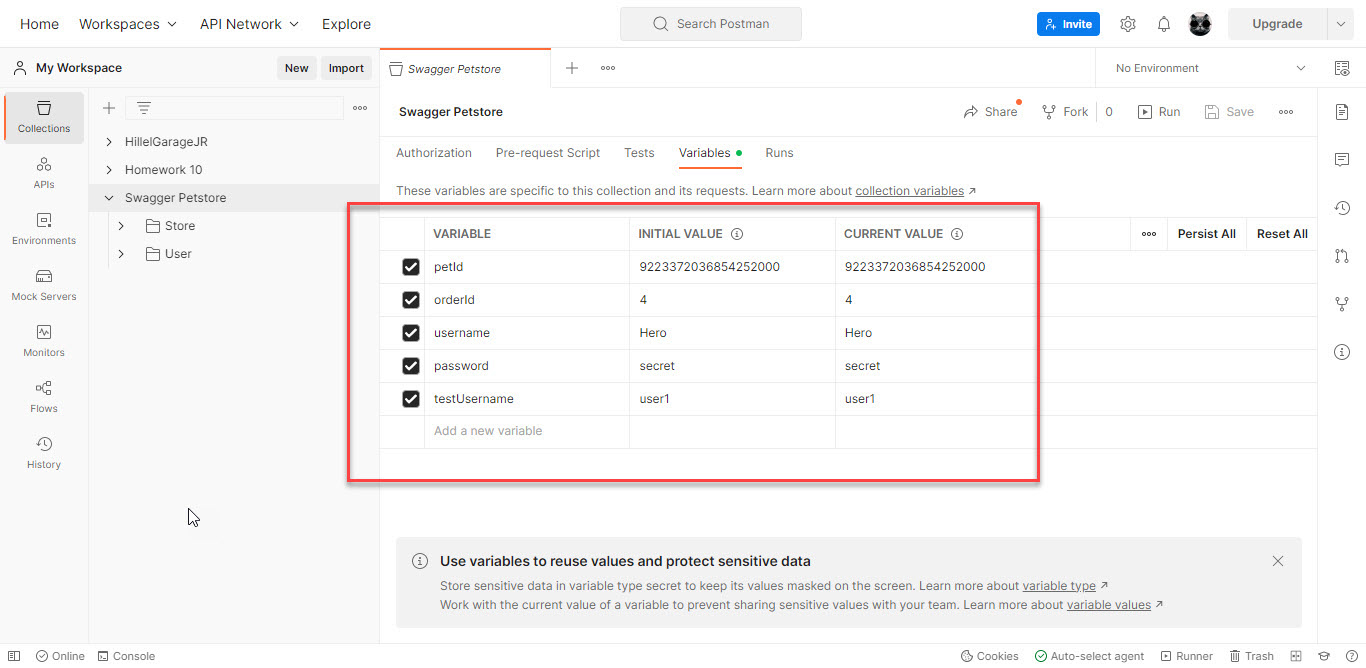 Home Workspaces API Network Explore Search Postman Invite Upgrade
My Workspace New Import Swagger Petstore No Environment
Collections
APIs
Environments
Mock Servers
Monitors
Flows
History
HillelGarageJR
Homework 10
Swagger Petstore
Store
User
Swagger Petstore Share Fork 0 Run Save
Authorization Pre-request Script Tests Variables Runs
These variables are specific to this collection and its requests. Learn more about collection variables ↗
VARIABLE INITIAL VALUE CURRENT VALUE Persist All Reset All
petId 9223372036854252000 9223372036854252000
orderId 4 4
username Hero Hero
password secret secret
testUsername user1 user1
Add a new variable
Use variables to reuse values and protect sensitive data
Store sensitive data in variable type secret to keep its values masked on the screen. Learn more about variable type ↗
Work with the current value of a variable to prevent sharing sensitive values with your team. Learn more about variable values ↗
Online Console Cookies Auto-select agent Runner Trash